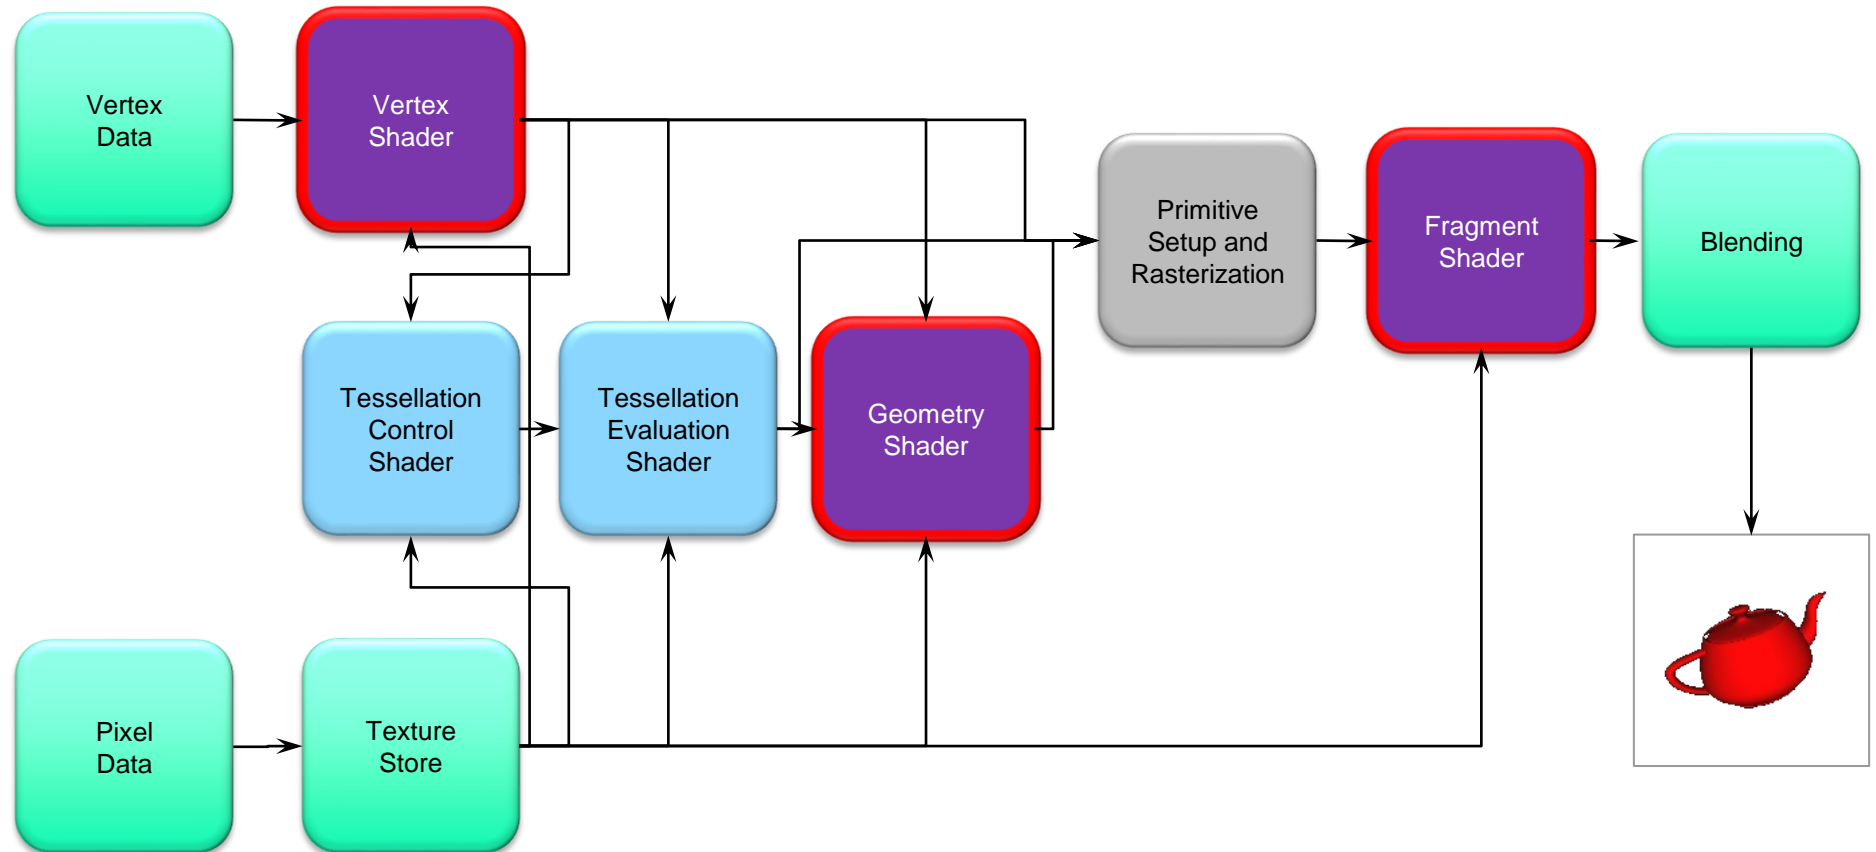 Vertex
Data
Vertex
Shader
Primitive
Setup and
Rasterization
Fragment
Shader
Blending
Tessellation
Control
Shader
Tessellation
Evaluation
Shader
Geometry
Shader
Pixel
Data
Texture
Store